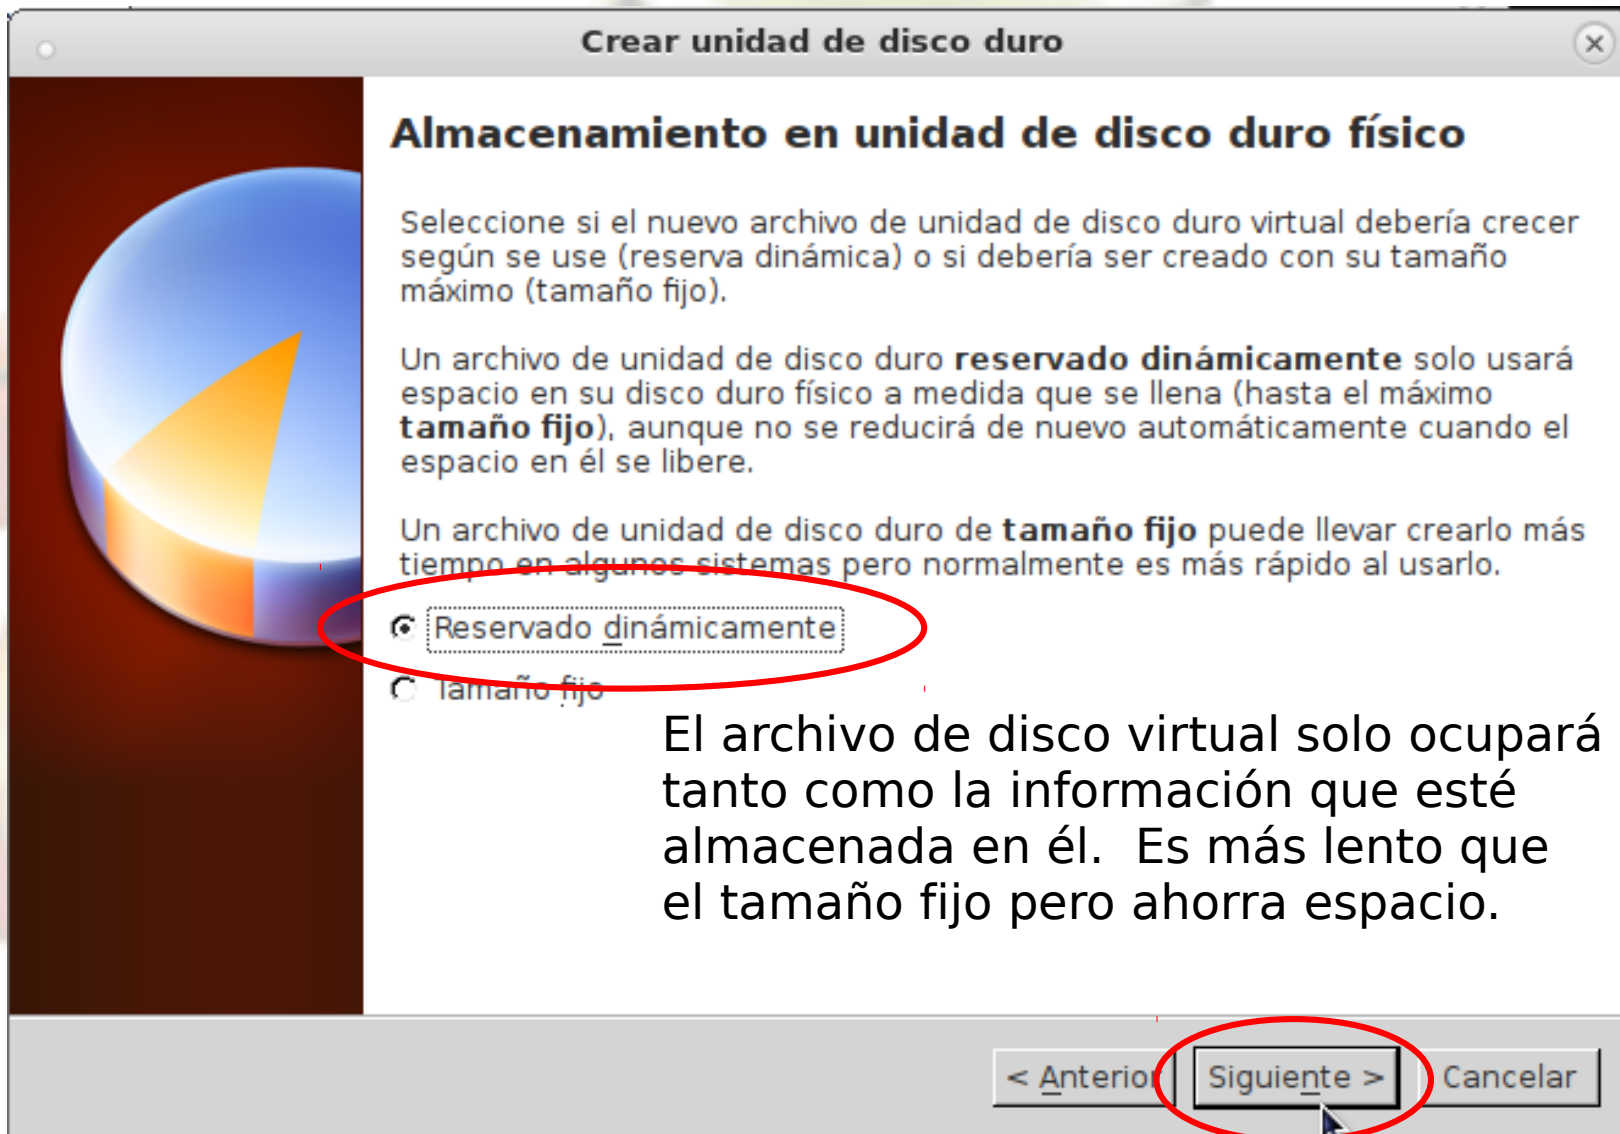 Crear unidad de disco duro
Almacenamiento en unidad de disco duro físico
Seleccione si el nuevo archivo de unidad de disco duro virtual debería crecer
según se use (reserva dinámica) o si debería ser creado con su tamaño
máximo (tamaño fijo).
Un archivo de unidad de disco duro reservado dinámicamente solo usará
espacio en su disco duro físico a medida que se llena (hasta el máximo
tamaño fijo), aunque no se reducirá de nuevo automáticamente cuando el
espacio en él se libere.
Un archivo de unidad de disco duro de tamaño fijo puede llevar crearlo más
tiempo en algunos sistemas pero normalmente es más rápido al usarlo.
Reservado dinámicamente
Tamaño fijo
El archivo de disco virtual solo ocupará
tanto como la información que esté
almacenada en él.  Es más lento que
el tamaño fijo pero ahorra espacio.
< Anterior Siguiente > Cancelar